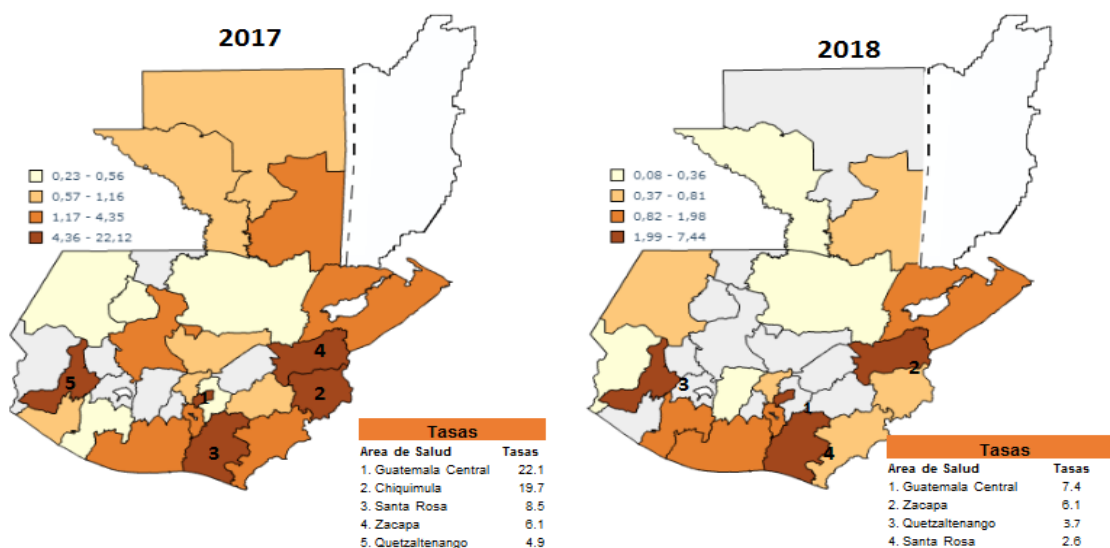 2017
0,23 - 0,56
0,57 - 1,16
1,17 - 4,35
4,36 - 22,12
4
2
5
1
3
Tasas
Area de Salud Tasas
1. Guatemala Central 22.1
2. Chiquimula 19.7
3. Santa Rosa 8.5
4. Zacapa 6.1
5. Quetzaltenango 4.9
2018
0,08 - 0,36
0,37 - 0,81
0,82 - 1,98
1,99 - 7,44
2
3
1
4
Tasas
Area de Salud Tasas
1. Guatemala Central 7.4
2. Zacapa 6.1
3. Quetzaltenango 3.7
4. Santa Rosa 2.6